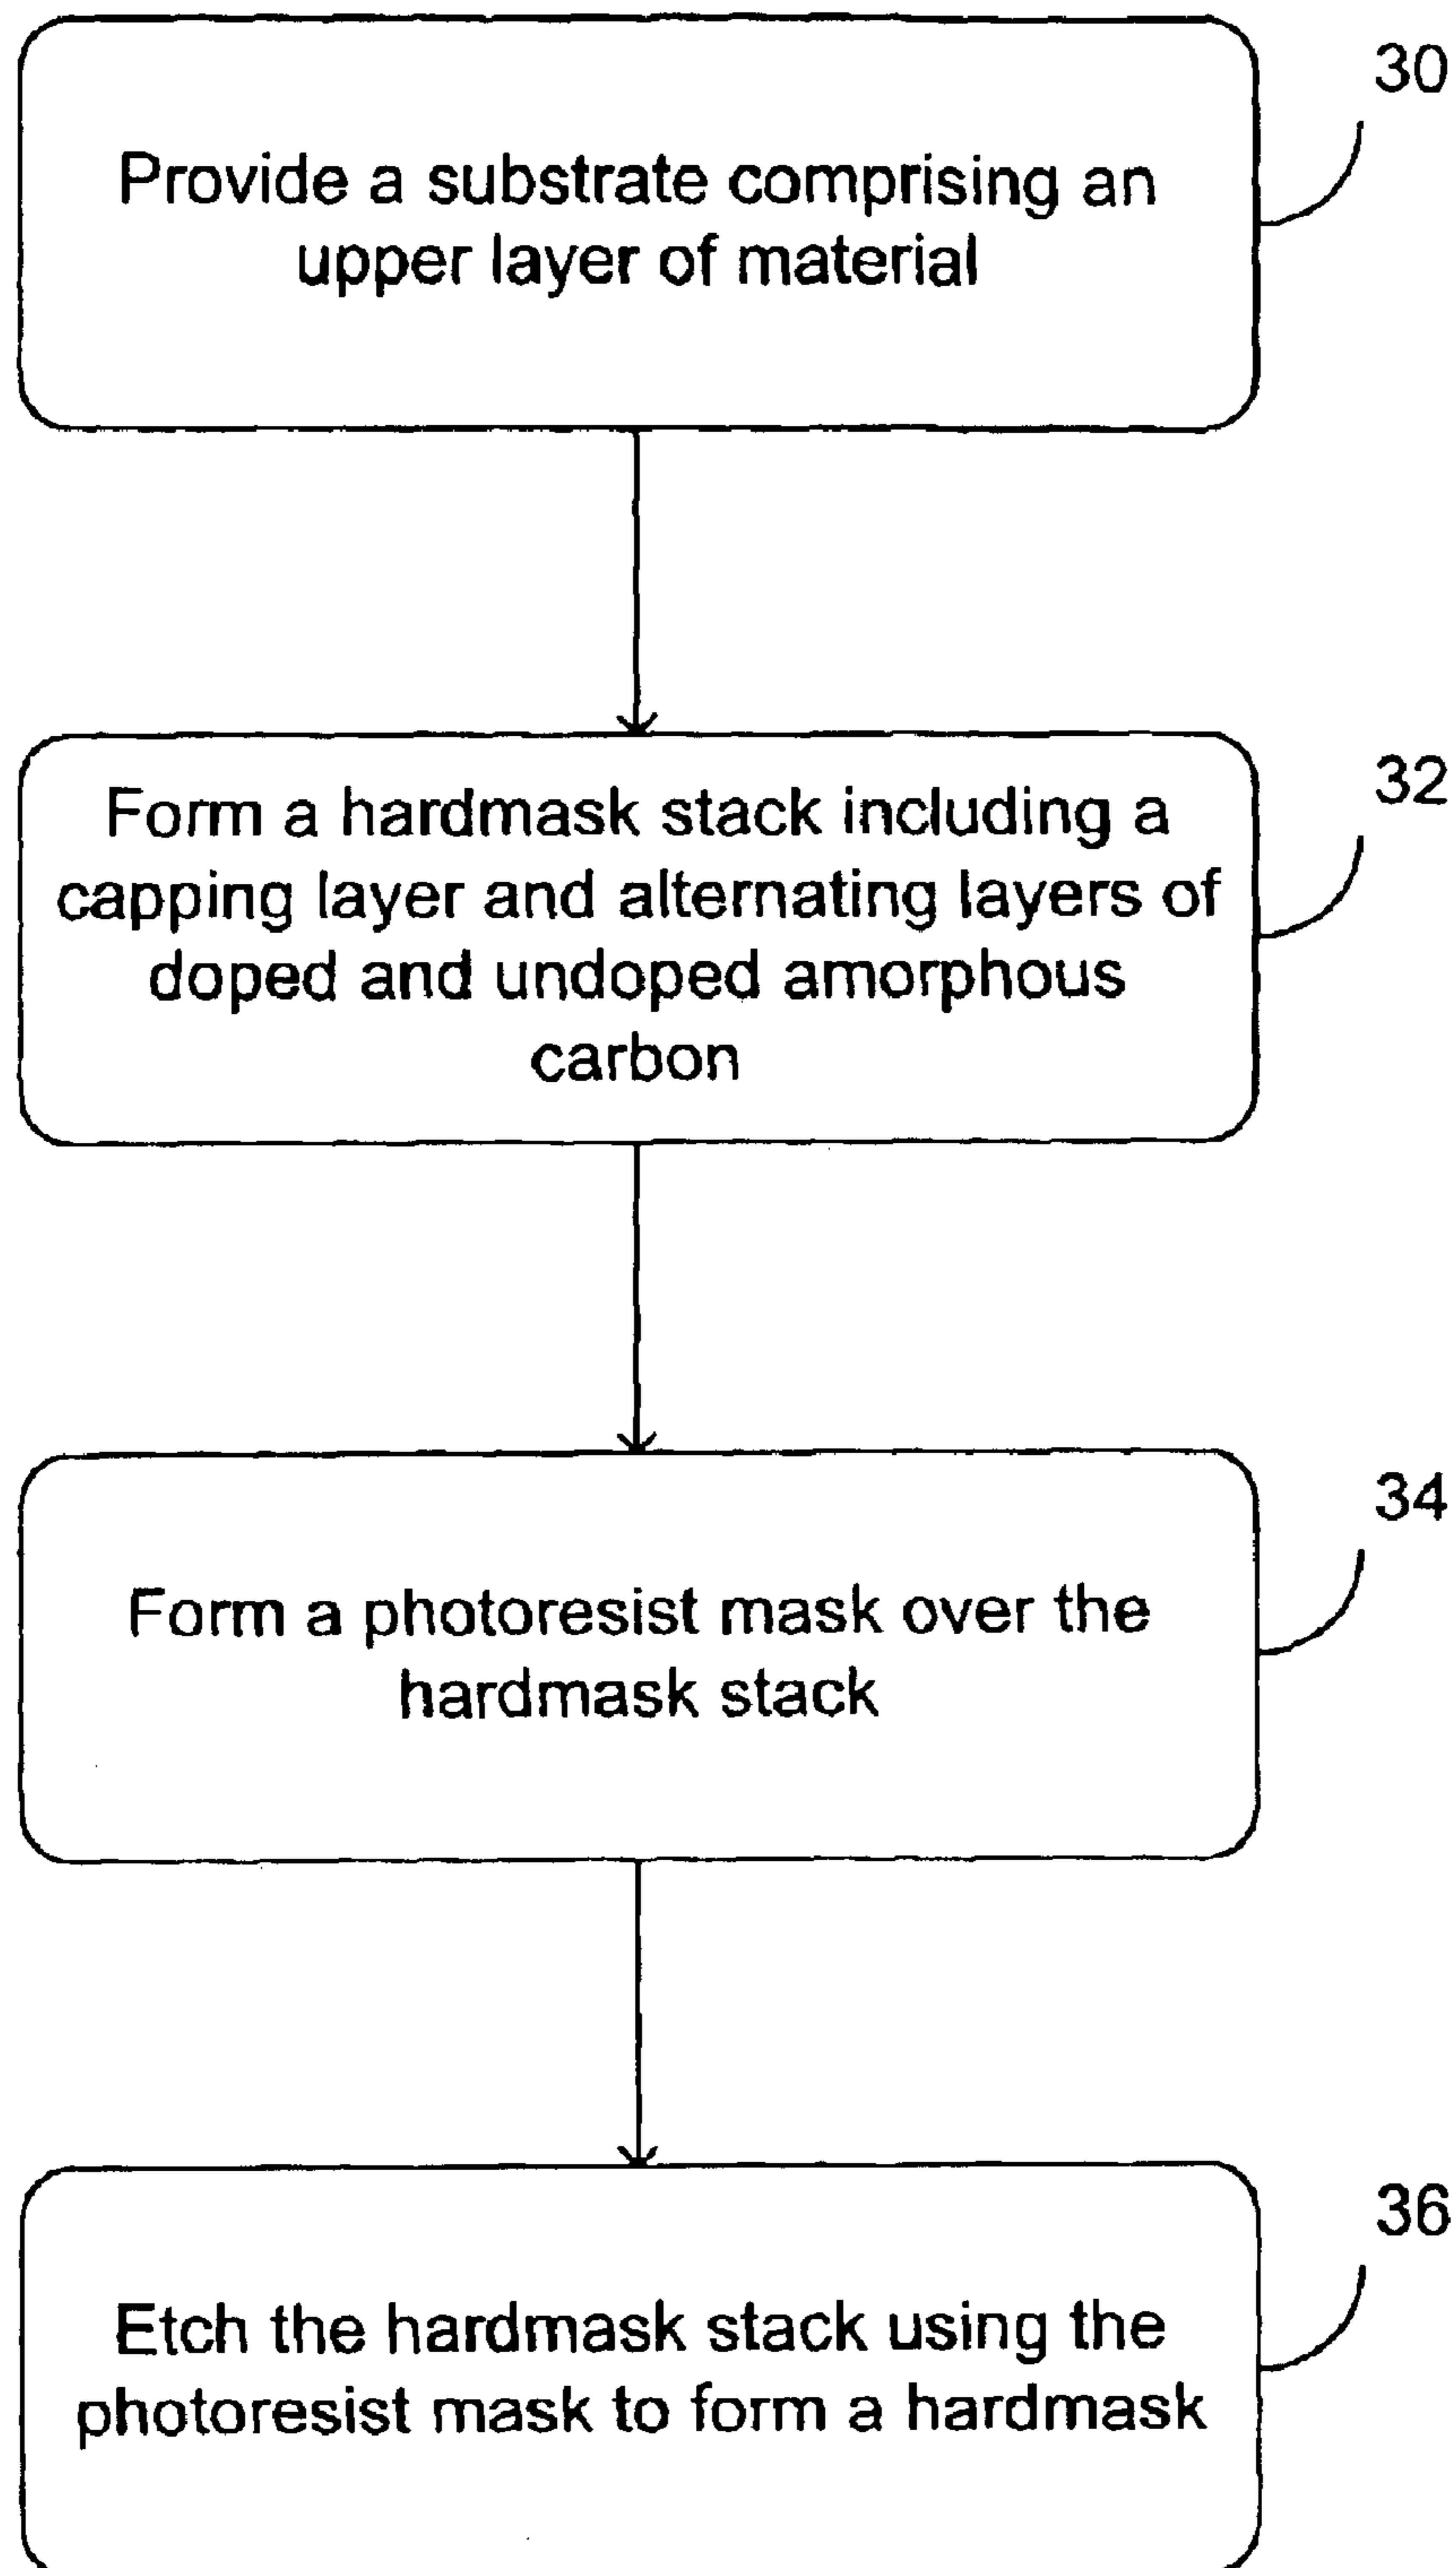 30
Provide a substrate comprising an
upper layer of material
32
Form a hardmask stack including a
capping layer and alternating layers of
doped and undoped amorphous
carbon
34
Form a photoresist mask over the
hardmask stack
36
Etch the hardmask stack using the
photoresist mask to form a hardmask